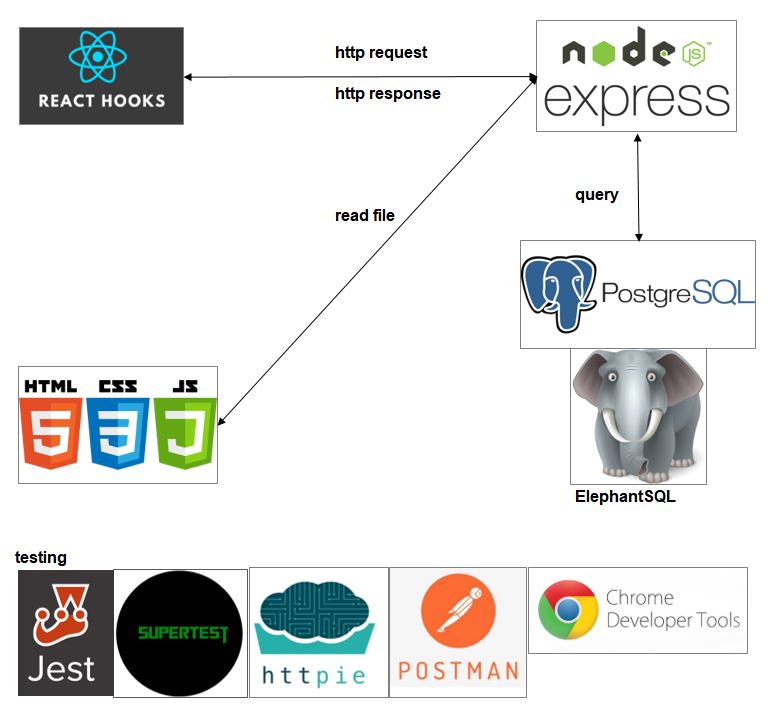 REACT HOOKS
http request
http response
node
JS
™
express
read file
query
PostgreSQL
HTML CSS JS
5 3 J
ElephantSQL
testing
Jest
SUPERTEST
httpie
POSTMAN
Chrome
Developer Tools